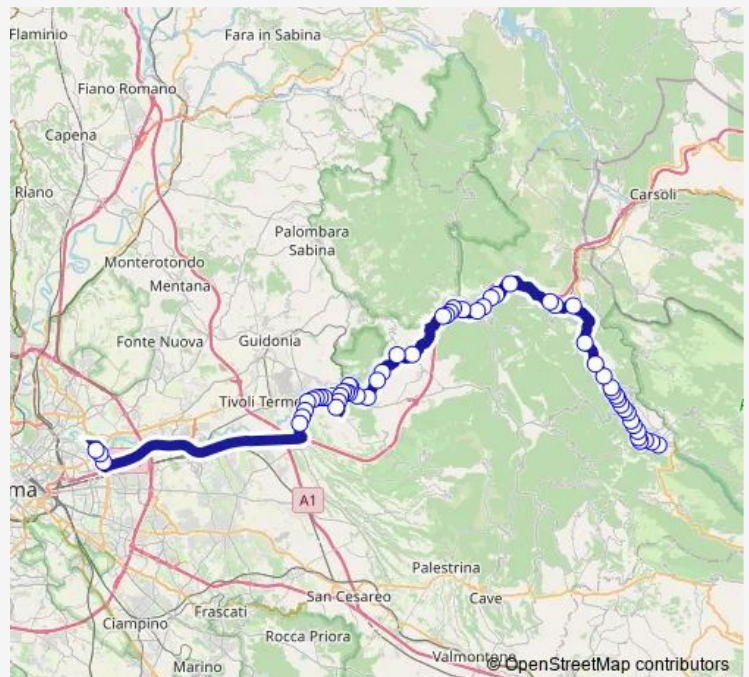 Flaminio
Fara in Sabina
Fiano Romano
Capena
Riano
Carsoli
Palombara
Sabina
Monterotondo
Mentana
Fonte Nuova
Guidonia
Tivoli Terme
ma
A1
Palestrina
San Cesareo
Cave
Ciampino
Frascati
Rocca Priora
Marino
Valmontone
© OpenStreetMap contributors